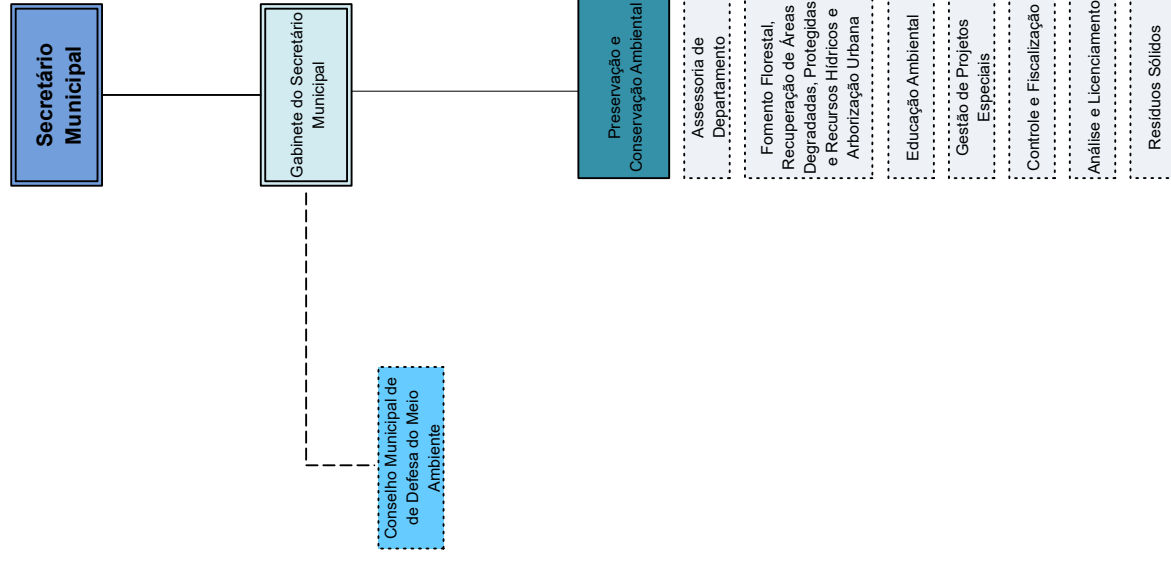 Secretário
Municipal
Gabinete do Secretário
Municipal
Conselho Municipal de
de Defesa do Meio
Ambiente
Preservação e
Conservação Ambiental
Assessoria de
Departamento
Fomento Florestal,
Recuperação de Áreas
Degradadas, Protegidas
e Recursos Hídricos e
Arborização Urbana
Educação Ambiental
Gestão de Projetos
Especiais
Controle e Fiscalização
Análise e Licenciamento
Resíduos Sólidos